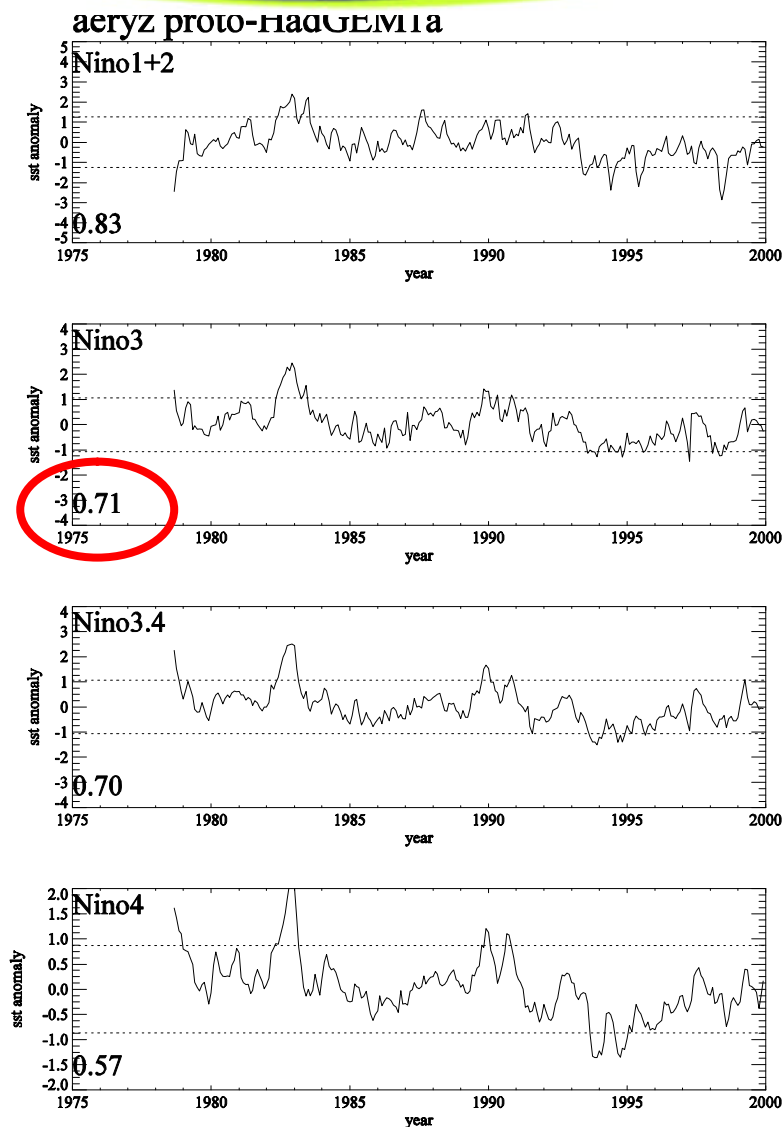 aeryz proto-HadGEM1a
5
4
3
2
1
0
-1
-2
-3
-4
-5
Nino1+2
0.83
sst anomaly
1975 1980 1985 1990 1995 2000
year
4
3
2
1
0
-1
-2
-3
-4
Nino3
0.71
sst anomaly
1975 1980 1985 1990 1995 2000
year
4
3
2
1
0
-1
-2
-3
-4
Nino3.4
0.70
sst anomaly
1975 1980 1985 1990 1995 2000
year
2.0
1.5
1.0
0.5
0.0
-0.5
-1.0
-1.5
-2.0
Nino4
0.57
sst anomaly
1975 1980 1985 1990 1995 2000
year